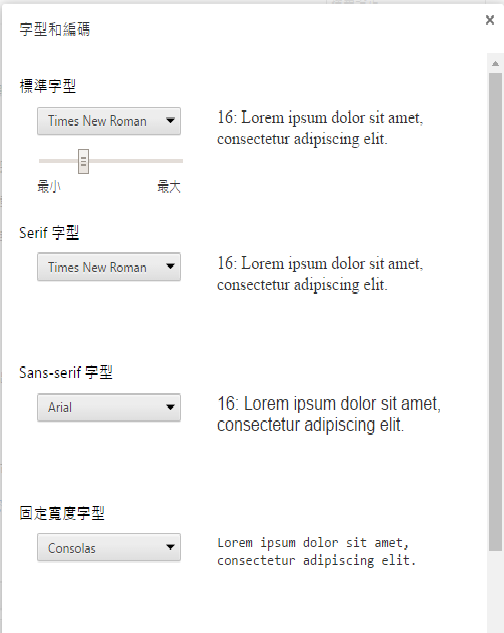 字型和編碼
標準字型
Times New Roman
16: Lorem ipsum dolor sit amet,
consectetur adipiscing elit.
最小
最大
Serif 字型
Times New Roman
16: Lorem ipsum dolor sit amet,
consectetur adipiscing elit.
Sans-serif 字型
Arial
16: Lorem ipsum dolor sit amet,
consectetur adipiscing elit.
固定寬度字型
Consolas
Lorem ipsum dolor sit amet,
consectetur adipiscing elit.